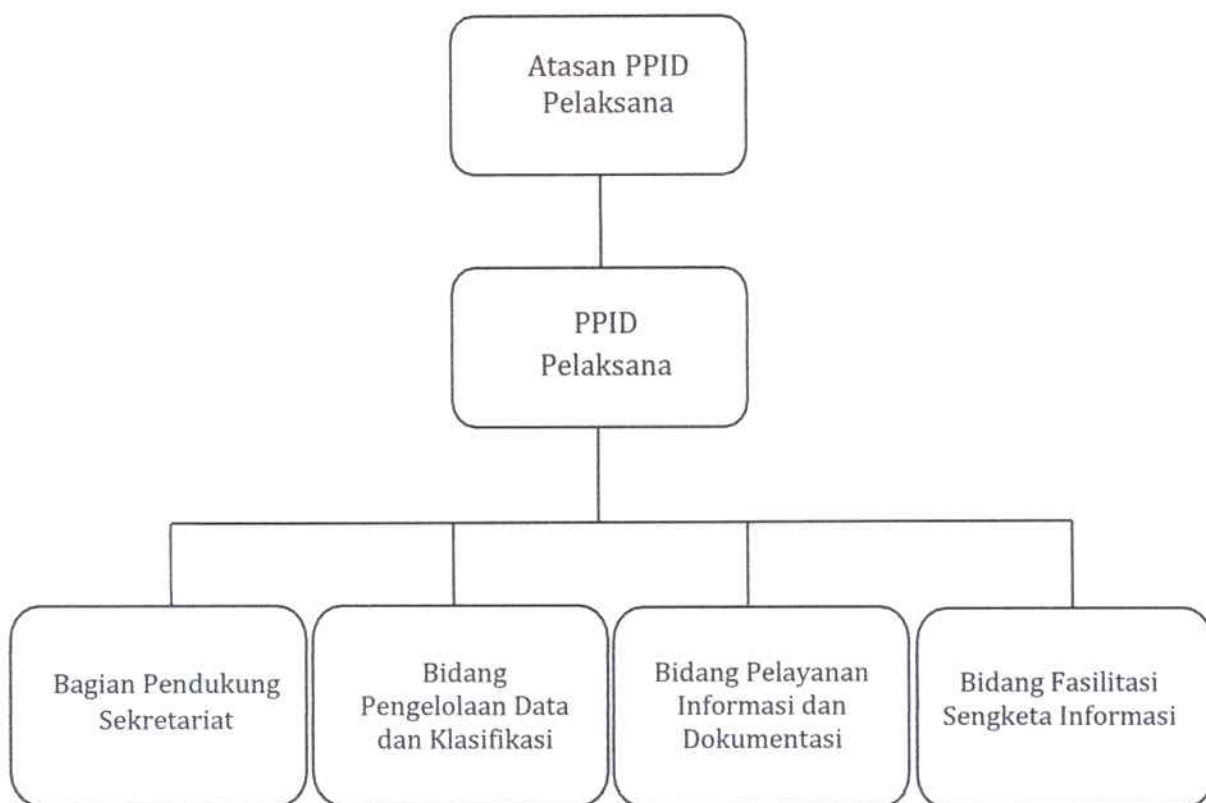 Atasan PPID
Pelaksana
PPID
Pelaksana
Bagian Pendukung
Sekretariat
Bidang
Pengelolaan Data
dan Klasifikasi
Bidang Pelayanan
Informasi dan
Dokumentasi
Bidang Fasilitasi
Sengketa Informasi